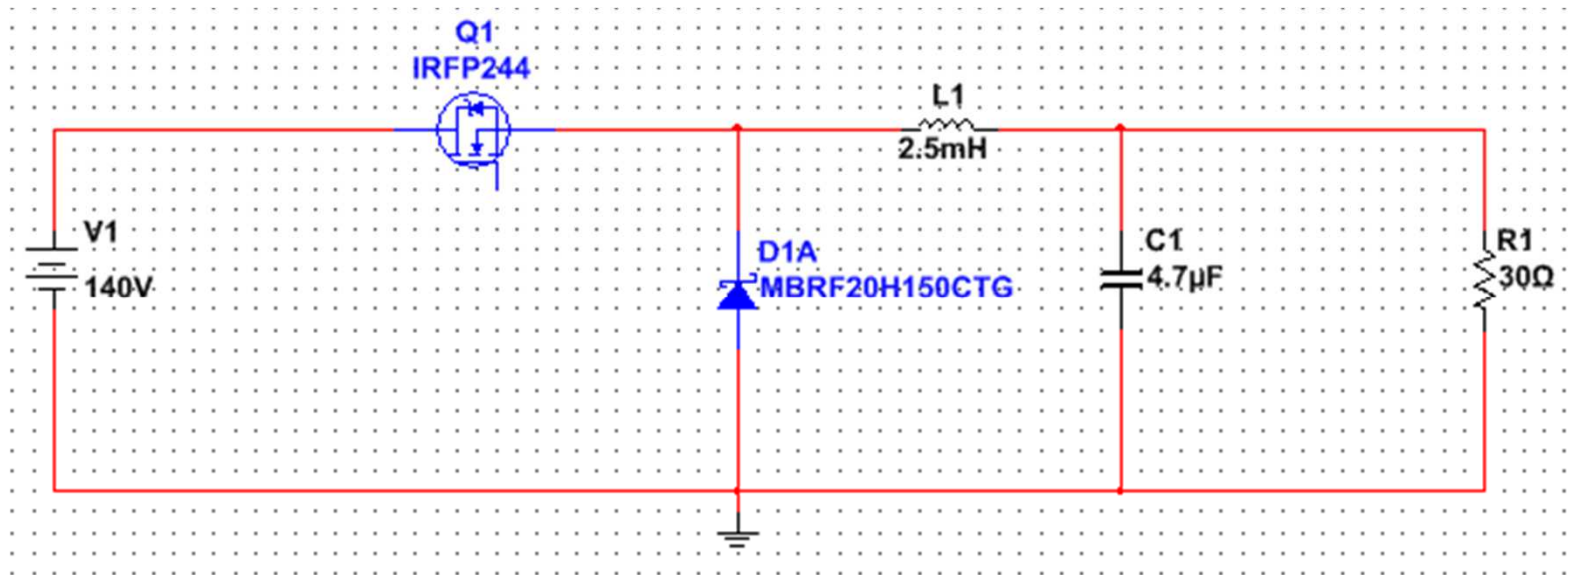 Q1
IRFP244
L1
2.5mH
V1
140V
D1A
MBRF20H150CTG
C1
4.7µF
R1
30Ω